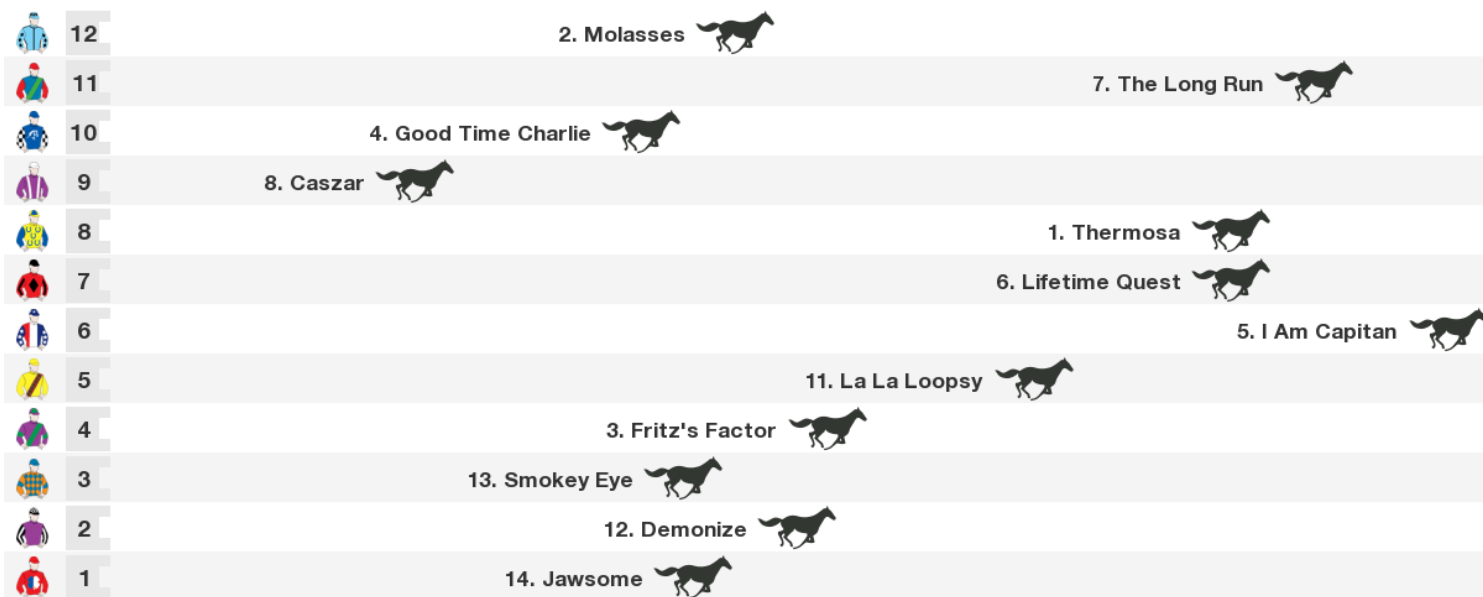 12 2. Molasses
11 7. The Long Run
10 4. Good Time Charlie
9 8. Caszar
8 1. Thermosa
7 6. Lifetime Quest
6 5. I Am Capitan
5 11. La La Loopsy
4 3. Fritz's Factor
3 13. Smokey Eye
2 12. Demonize
1 14. Jawsome